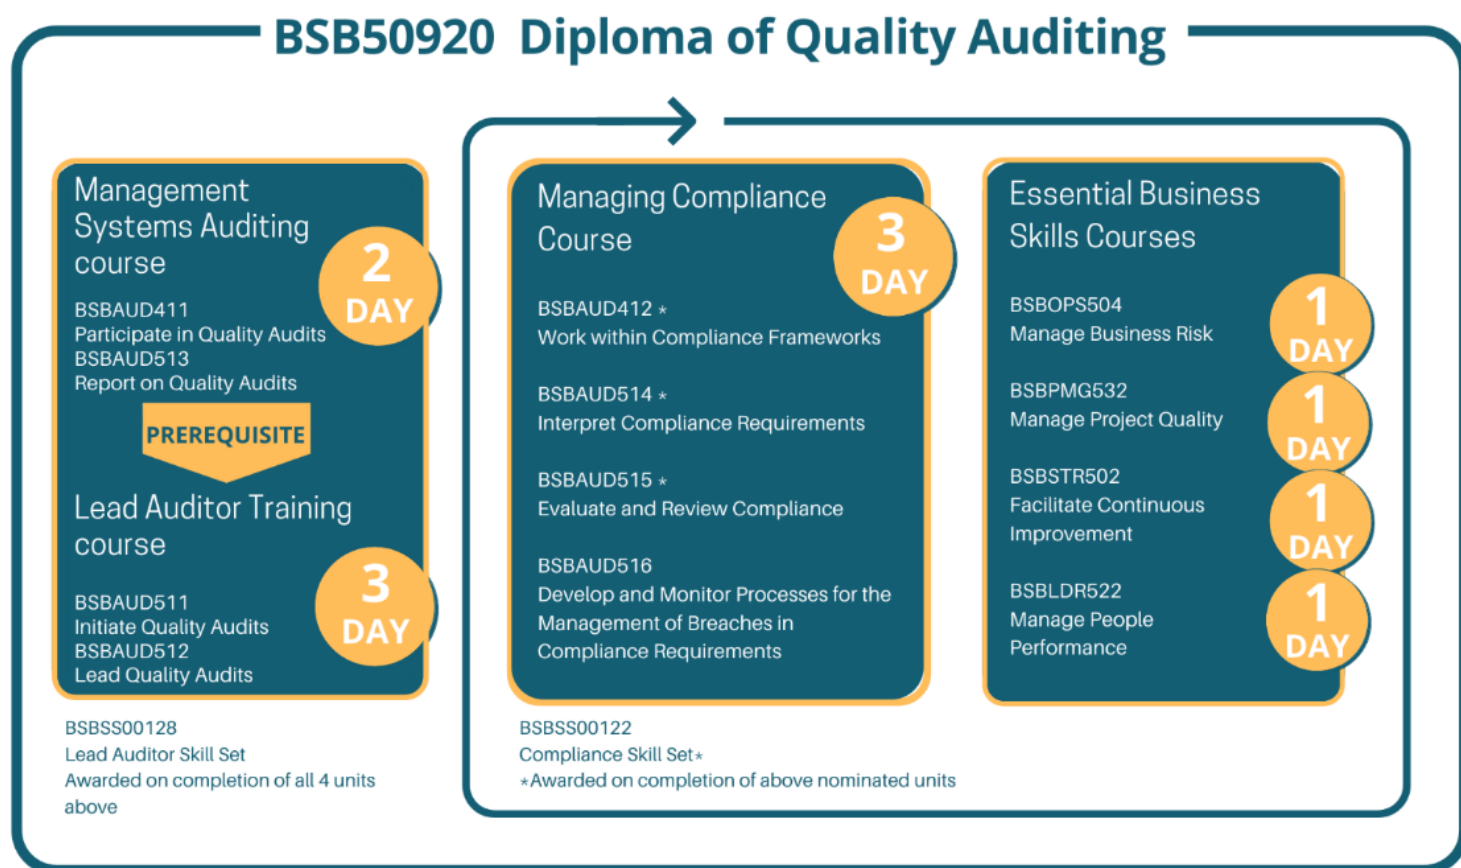 BSB50920 Diploma of Quality Auditing
Management
Systems Auditing
course
2
DAY
BSBAUD411
Participate in Quality Audits
BSBAUD513
Report on Quality Audits
PREREQUISITE
Lead Auditor Training
course
3
DAY
BSBAUD511
Initiate Quality Audits
BSBAUD512
Lead Quality Audits
BSBSS00128
Lead Auditor Skill Set
Awarded on completion of all 4 units
above
Managing Compliance
Course
3
DAY
BSBAUD412 *
Work within Compliance Frameworks
BSBAUD514 *
Interpret Compliance Requirements
BSBAUD515 *
Evaluate and Review Compliance
BSBAUD516
Develop and Monitor Processes for the
Management of Breaches in
Compliance Requirements
BSBSS00122
Compliance Skill Set*
*Awarded on completion of above nominated units
Essential Business
Skills Courses
BSBOPS504
Manage Business Risk
1
DAY
BSBPMG532
Manage Project Quality
1
DAY
BSBSTR502
Facilitate Continuous
Improvement
1
DAY
BSBLDR522
Manage People
Performance
1
DAY